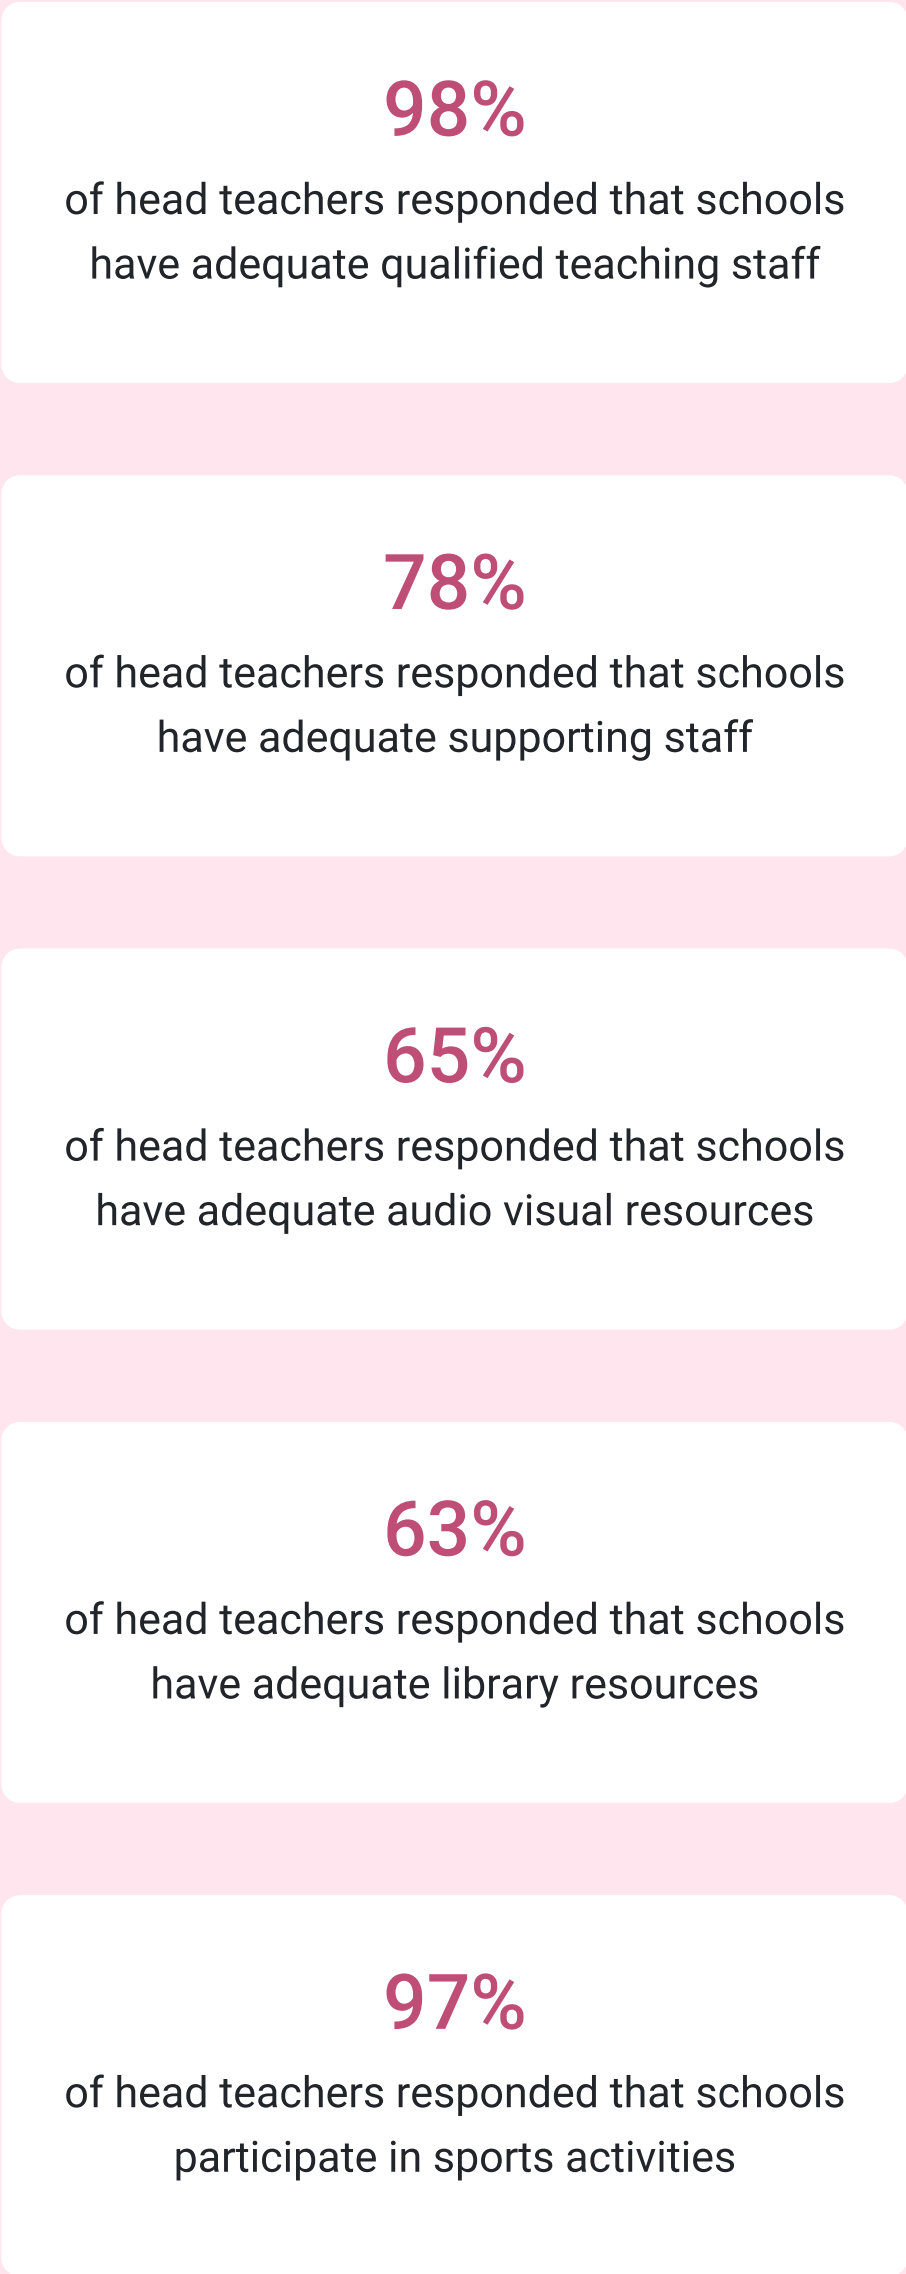 98%
of head teachers responded that schools
have adequate qualified teaching staff
78%
of head teachers responded that schools
have adequate supporting staff
65%
of head teachers responded that schools
have adequate audio visual resources
63%
of head teachers responded that schools
have adequate library resources
97%
of head teachers responded that schools
participate in sports activities